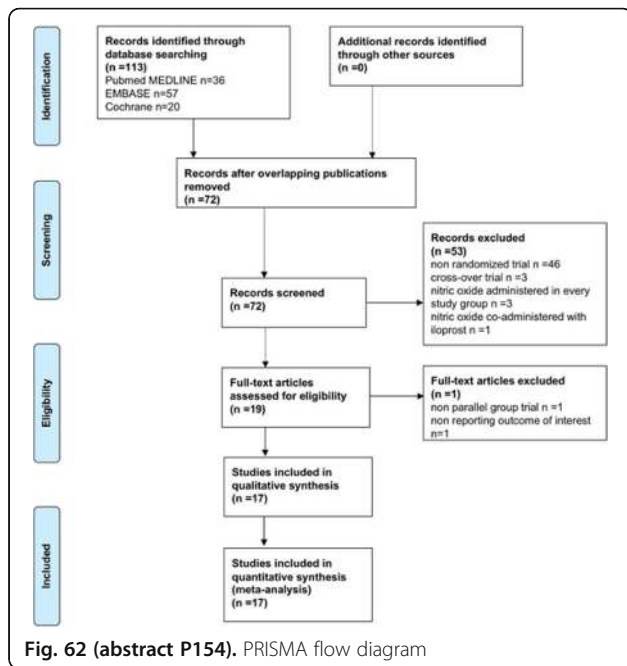 Identification
Records identified through
database searching
(n =113)
Pubmed MEDLINE n=36
EMBASE n=57
Cochrane n=20
Additional records identified
through other sources
(n =0)
Records after overlapping publications
removed
(n =72)
Screening
Records screened
(n =72)
Records excluded
(n =53)
non randomized trial n =46
cross-over trial n =3
nitric oxide administered in every
study group n =3
nitric oxide co-administered with
iloprost n =1
Eligibility
Full-text articles
assessed for eligibility
(n =19)
Full-text articles excluded
(n =1)
non parallel group trial n =1
non reporting outcome of interest
n=1
Studies included in
qualitative synthesis
(n =17)
Included
Studies included in
quantitative synthesis
(meta-analysis)
(n =17)
Fig. 62 (abstract P154). PRISMA flow diagram